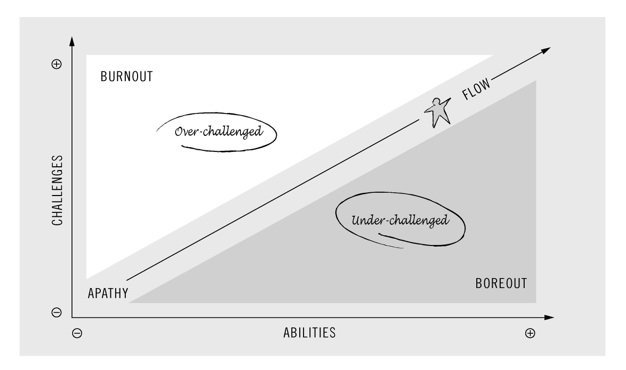 BURNOUT
FLOW
Over-challenged
CHALLENGES
Under-challenged
BOREOUT
APATHY
ABILITIES